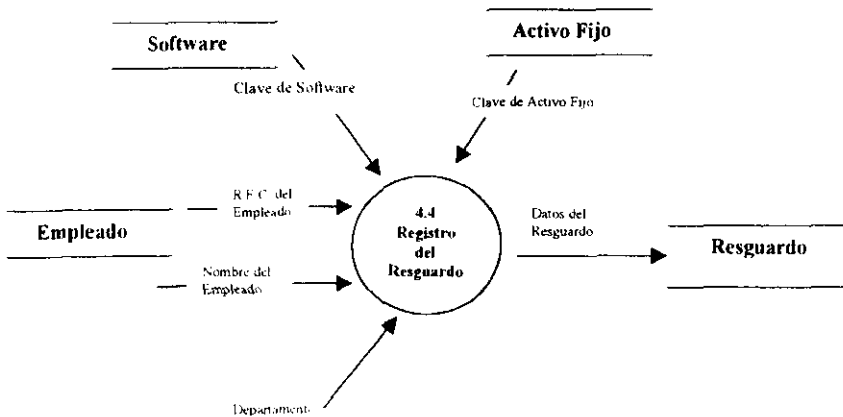 Software
Activo Fijo
Clave de Software
Clave de Activo Fijo
R.F.C. del
Empleado
Empleado
4.4
Registro
del
Resguardo
Datos del
Resguardo
Resguardo
Nombre del
Empleado
Departament